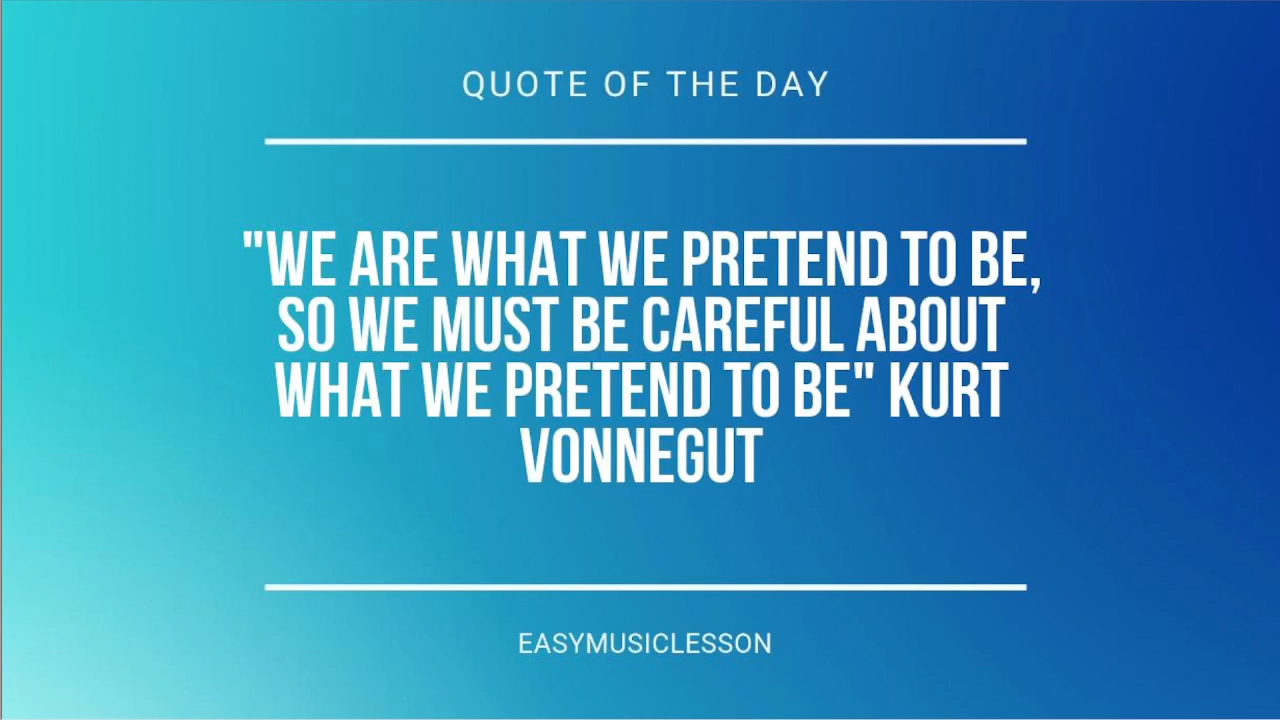 QUOTE OF THE DAY
"WE ARE WHAT WE PRETEND TO BE,
SO WE MUST BE CAREFUL ABOUT
WHAT WE PRETEND TO BE" KURT
VONNEGUT
EASYMUSICLESSON